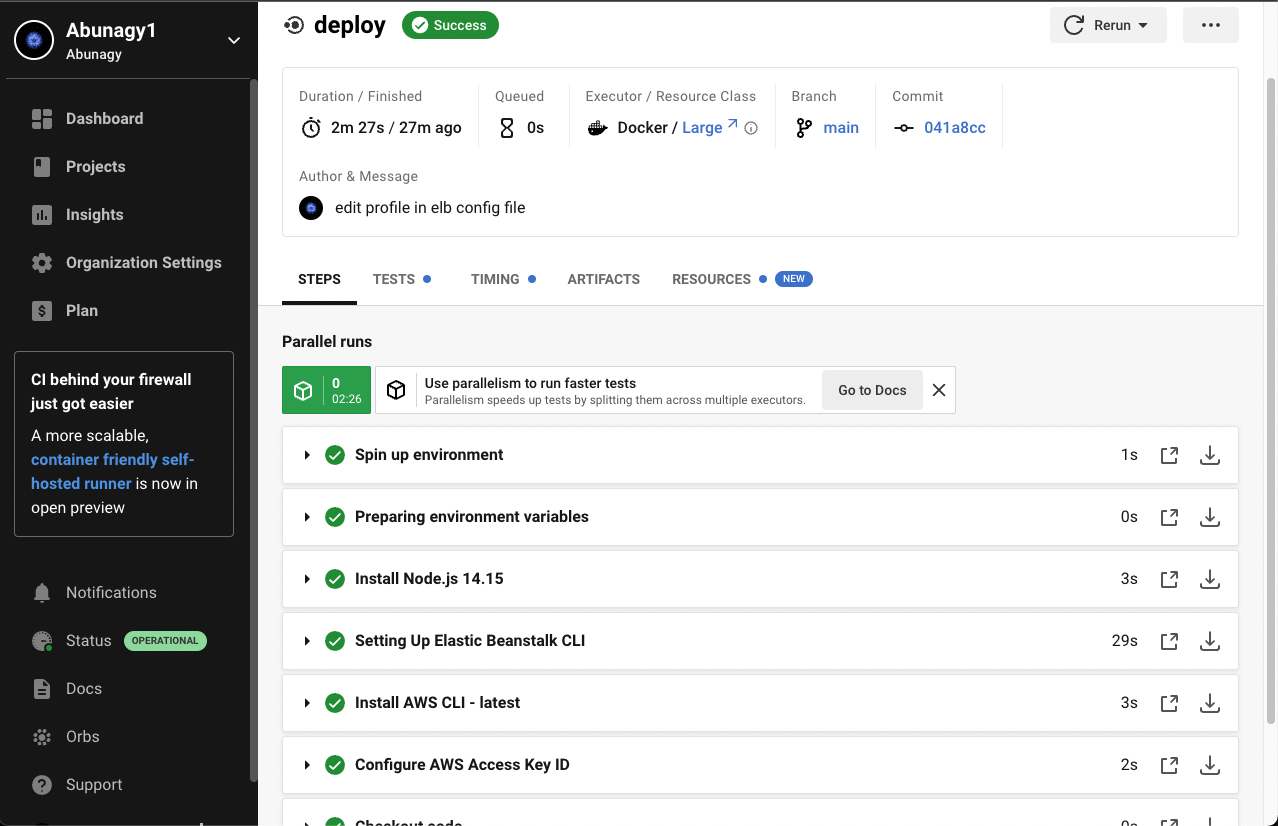 Abunagy1
Abunagy
Dashboard
Projects
Insights
Organization Settings
Plan
CI behind your firewall
just got easier
A more scalable,
container friendly self-
hosted runner is now in
open preview
Notifications
Status OPERATIONAL
Docs
Orbs
Support
deploy Success
Rerun
Duration / Finished
2m 27s / 27m ago
Queued
0s
Executor / Resource Class
Docker / Large
Branch
main
Commit
041a8cc
Author & Message
edit profile in elb config file
STEPS TESTS TIMING ARTIFACTS RESOURCES NEW
Parallel runs
0
02:26
Use parallelism to run faster tests
Parallelism speeds up tests by splitting them across multiple executors.
Go to Docs
Spin up environment 1s
Preparing environment variables 0s
Install Node.js 14.15 3s
Setting Up Elastic Beanstalk CLI 29s
Install AWS CLI - latest 3s
Configure AWS Access Key ID 2s
Checkout code 0s